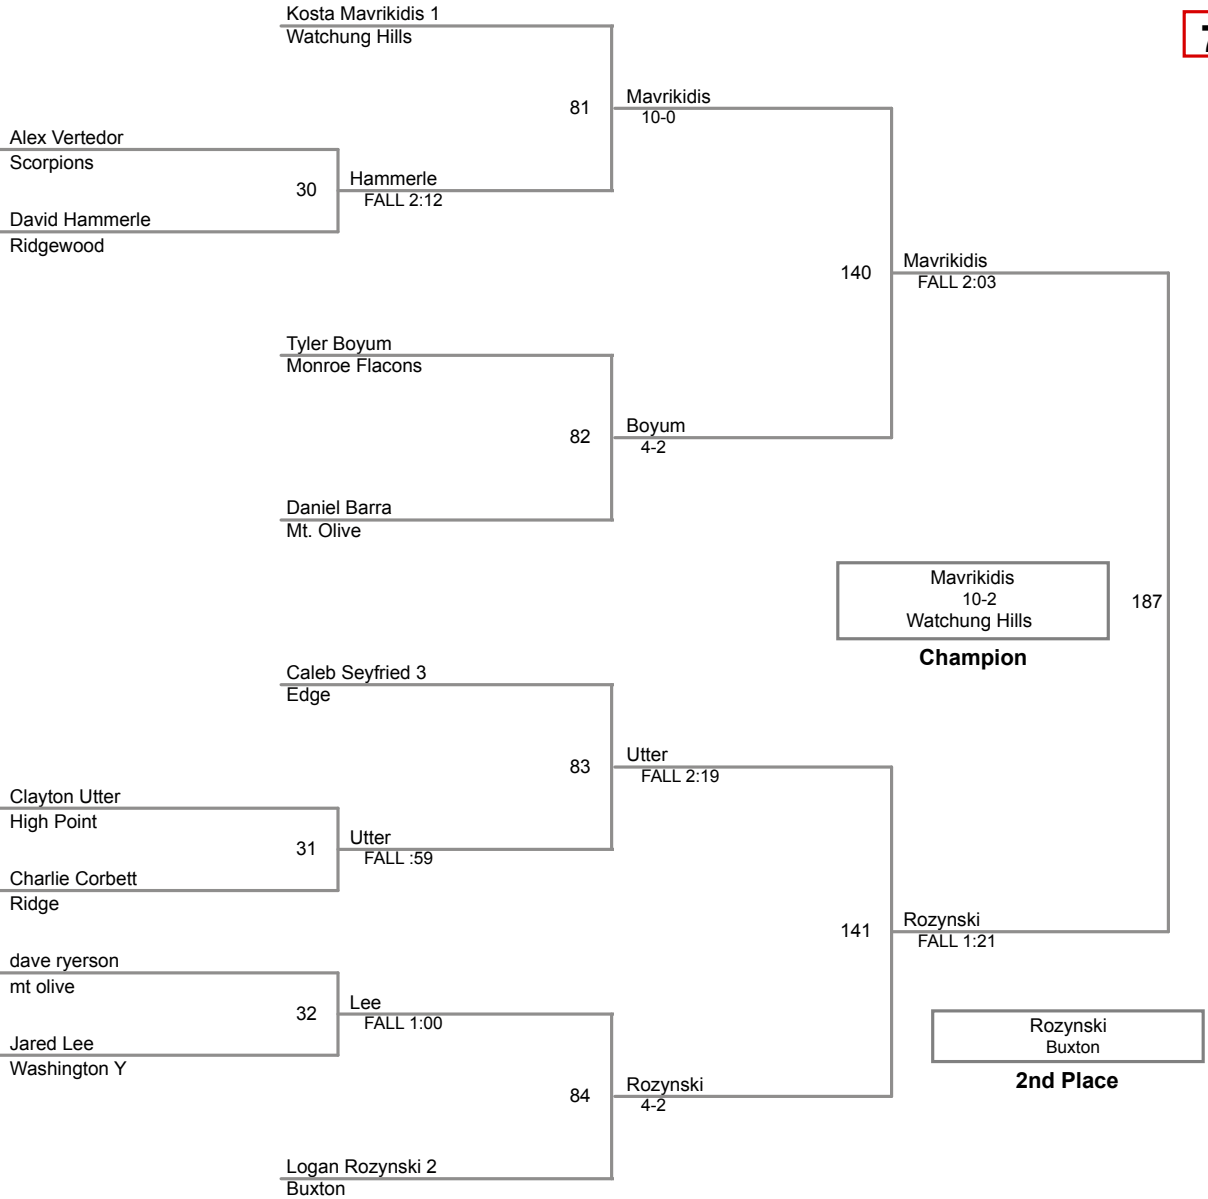 Kosta Mavrikidis 1
Watchung Hills
81
Mavrikidis
10-0
Alex Vertedor
Scorpions
30
Hammerle
FALL 2:12
David Hammerle
Ridgewood
140
Mavrikidis
FALL 2:03
Tyler Boyum
Monroe Flacons
82
Boyum
4-2
Daniel Barra
Mt. Olive
Mavrikidis
10-2
Watchung Hills
187
Champion
Caleb Seyfried 3
Edge
83
Utter
FALL 2:19
Clayton Utter
High Point
31
Utter
FALL :59
Charlie Corbett
Ridge
141
Rozynski
FALL 1:21
dave ryerson
mt olive
32
Lee
FALL 1:00
Jared Lee
Washington Y
Rozynski
Buxton
2nd Place
84
Rozynski
4-2
Logan Rozynski 2
Buxton